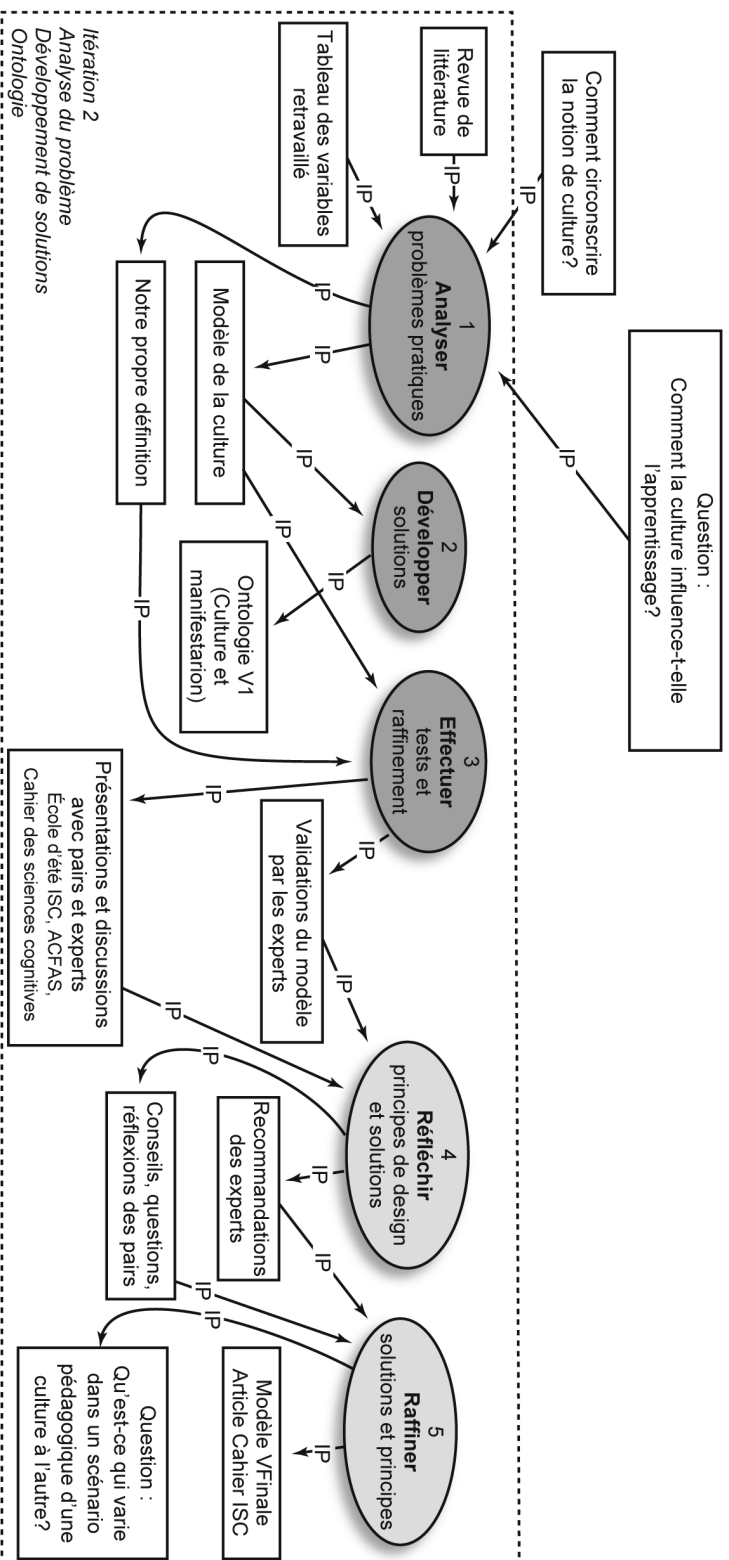 Question :
Comment la culture influence-t-elle
l'apprentissage?
IP
Comment circonscrire
la notion de culture?
IP
Revue de
littérature
IP
Tableau des variables
retravaillé
IP
1
Analyser
problèmes pratiques
IP
IP
Modèle de la culture
Notre propre définition
IP
IP
IP
2
Développer
solutions
IP
Ontologie V1
(Culture et
manifestarion)
3
Effectuer
tests et
raffinement
IP
IP
Validations du modèle
par les experts
Présentations et discussions
avec pairs et experts
École d'été ISC, ACFAS,
Cahier des sciences cognitives
IP
IP
4
Réfléchir
principes de design
et solutions
IP
IP
Recommandations
des experts
Conseils, questions,
réflexions des pairs
IP
IP
5
Raffiner
solutions et principes
IP
IP
Modèle VFinale
Article Cahier ISC
Question :
Qu'est-ce qui varie
dans un scénario
pédagogique d'une
culture à l'autre?
Itération 2
Analyse du problème
Développement de solutions
Ontologie